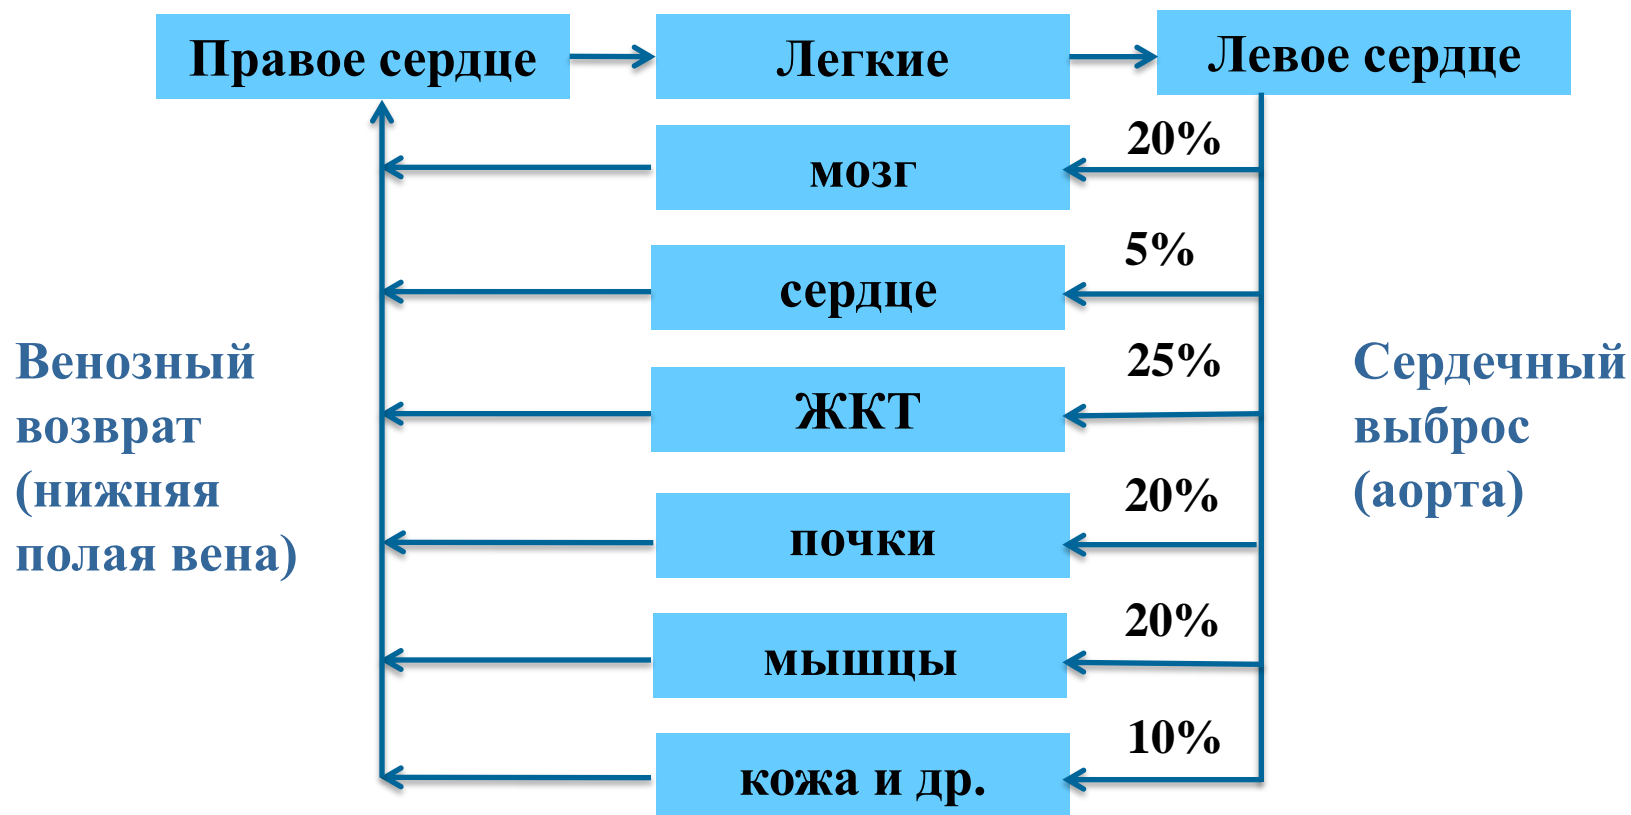 Правое сердце
Легкие
Левое сердце
20%
мозг
5%
сердце
25%
ЖКТ
20%
почки
20%
мышцы
10%
кожа и др.
Венозный
возврат
(нижняя
полая вена)
Сердечный
выброс
(аорта)